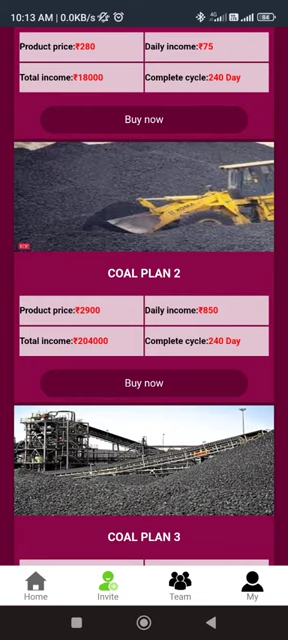 10:13 AM | 0.0KB/s
4G
64
Product price:₹280 Daily income:₹75
Total income:₹18000 Complete cycle:240 Day
Buy now
COAL PLAN 2
Product price:₹2900 Daily income:₹850
Total income:₹204000 Complete cycle:240 Day
Buy now
COAL PLAN 3
Home Invite Team My